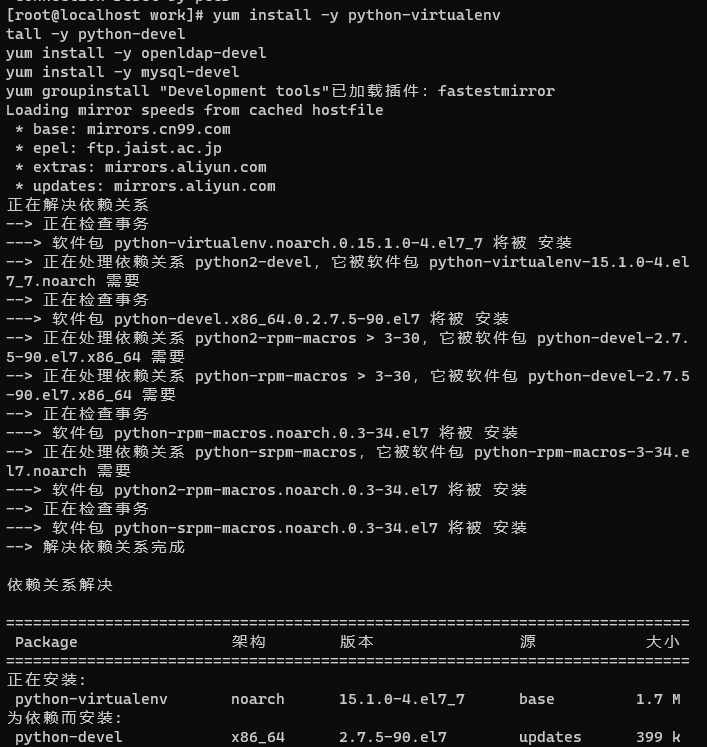 [root@localhost work]# yum install -y python-virtualenv
tall -y python-devel
yum install -y openldap-devel
yum install -y mysql-devel
yum groupinstall "Development tools"已加载插件：fastestmirror
Loading mirror speeds from cached hostfile
 * base: mirrors.cn99.com
 * epel: ftp.jaist.ac.jp
 * extras: mirrors.aliyun.com
 * updates: mirrors.aliyun.com
正在解决依赖关系
--> 正在检查事务
---> 软件包 python-virtualenv.noarch.0.15.1.0-4.el7_7 将被 安装
--> 正在处理依赖关系 python2-devel，它被软件包 python-virtualenv-15.1.0-4.el
7_7.noarch 需要
--> 正在检查事务
---> 软件包 python-devel.x86_64.0.2.7.5-90.el7 将被 安装
--> 正在处理依赖关系 python2-rpm-macros > 3-30，它被软件包 python-devel-2.7.
5-90.el7.x86_64 需要
--> 正在处理依赖关系 python-rpm-macros > 3-30，它被软件包 python-devel-2.7.5
-90.el7.x86_64 需要
--> 正在检查事务
---> 软件包 python-rpm-macros.noarch.0.3-34.el7 将被 安装
--> 正在处理依赖关系 python-srpm-macros，它被软件包 python-rpm-macros-3-34.e
l7.noarch 需要
---> 软件包 python2-rpm-macros.noarch.0.3-34.el7 将被 安装
--> 正在检查事务
---> 软件包 python-srpm-macros.noarch.0.3-34.el7 将被 安装
--> 解决依赖关系完成
依赖关系解决
============================================================================
 Package 架构 版本 源 大小
============================================================================
正在安装:
 python-virtualenv noarch 15.1.0-4.el7_7 base 1.7 M
为依赖而安装:
 python-devel x86_64 2.7.5-90.el7 updates 399 k